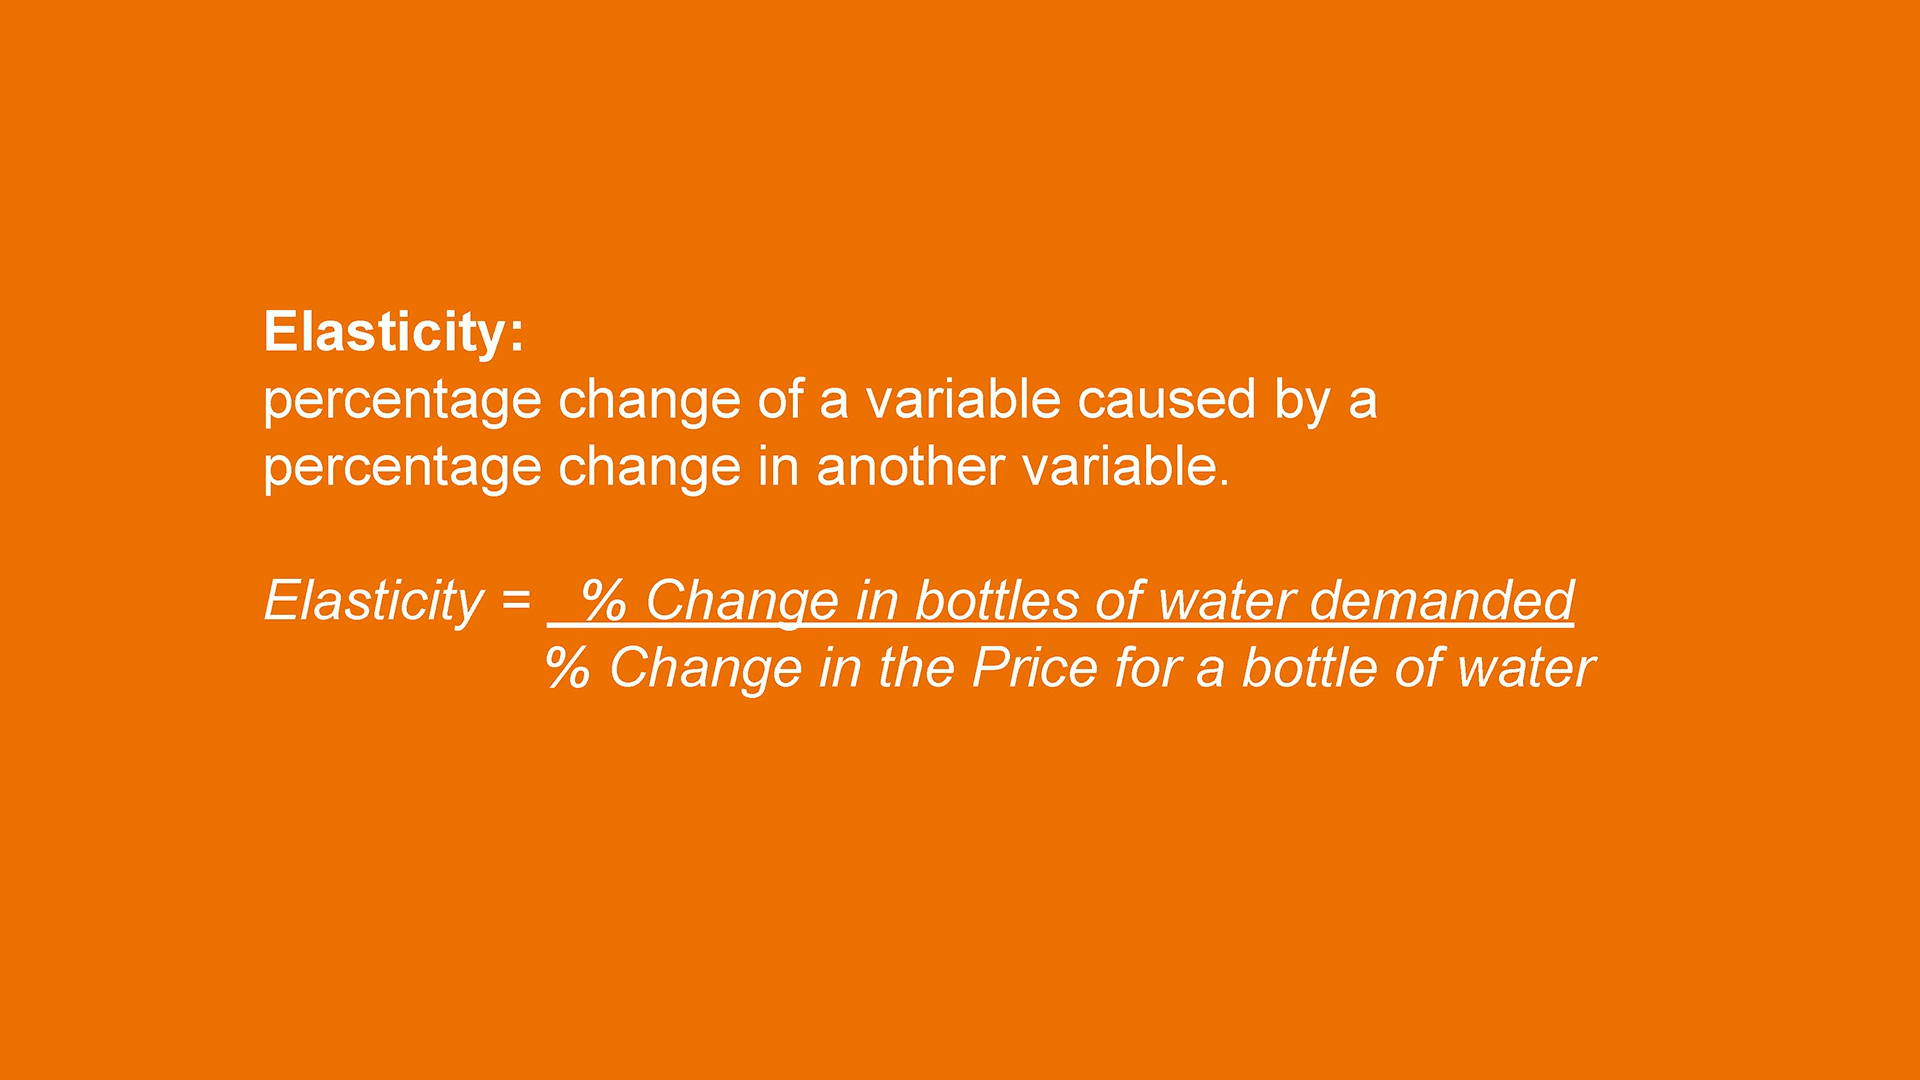 Elasticity:
percentage change of a variable caused by a
percentage change in another variable.
Elasticity = % Change in bottles of water demanded
% Change in the Price for a bottle of water